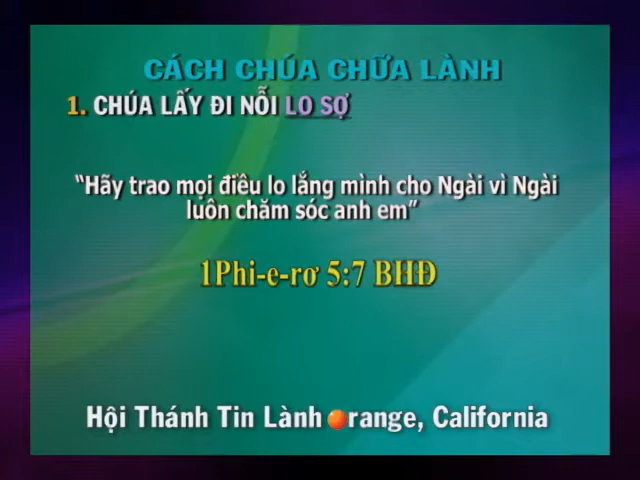 CÁCH CHÚA CHỮA LÀNH
1. CHÚA LẤY ĐI NỖI LO SỢ
“Hãy trao mọi điều lo lắng mình cho Ngài vì Ngài
luôn chăm sóc anh em”
1Phi-e-rơ 5:7 BHĐ
Hội Thánh Tin Lành Orange, California